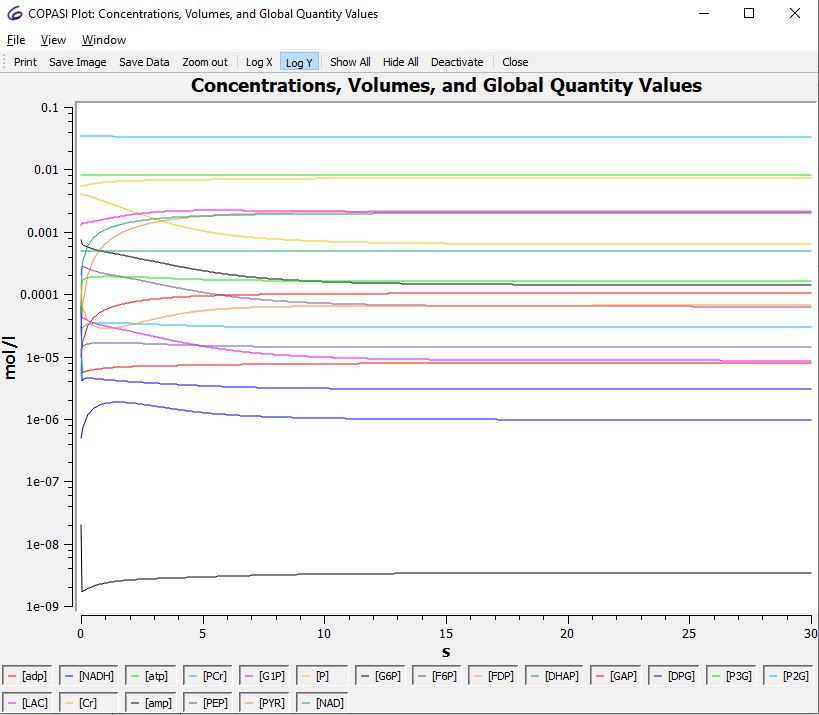 COPASI Plot: Concentrations, Volumes, and Global Quantity Values
File View Window
Print Save Image Save Data Zoom out Log X Log Y Show All Hide All Deactivate Close
Concentrations, Volumes, and Global Quantity Values
0.1
0.01
0.001
0.0001
1e-05
1e-06
1e-07
1e-08
1e-09
mol/l
0 5 10 15 20 25 30
s
[adp] [NADH] [atp] [PCr] [G1P] [P] [G6P] [F6P] [FDP] [DHAP] [GAP] [DPG] [P3G] [P2G]
[LAC] [Cr] [amp] [PEP] [PYR] [NAD]